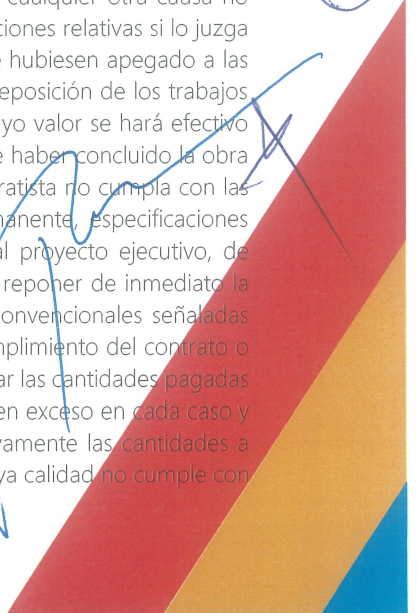 cualquier otra causa no
ciones relativas si lo juzga
hubiesen apegado a las
eposición de los trabajos
yo valor se hará efectivo
e haber concluido la obra
ratista no cumpla con las
manente, especificaciones
al proyecto ejecutivo, de
reponer de inmediato la
onvencionales señaladas
mplimiento del contrato o
ar las cantidades pagadas
en exceso en cada caso y
vamente las cantidades a
ya calidad no cumple con